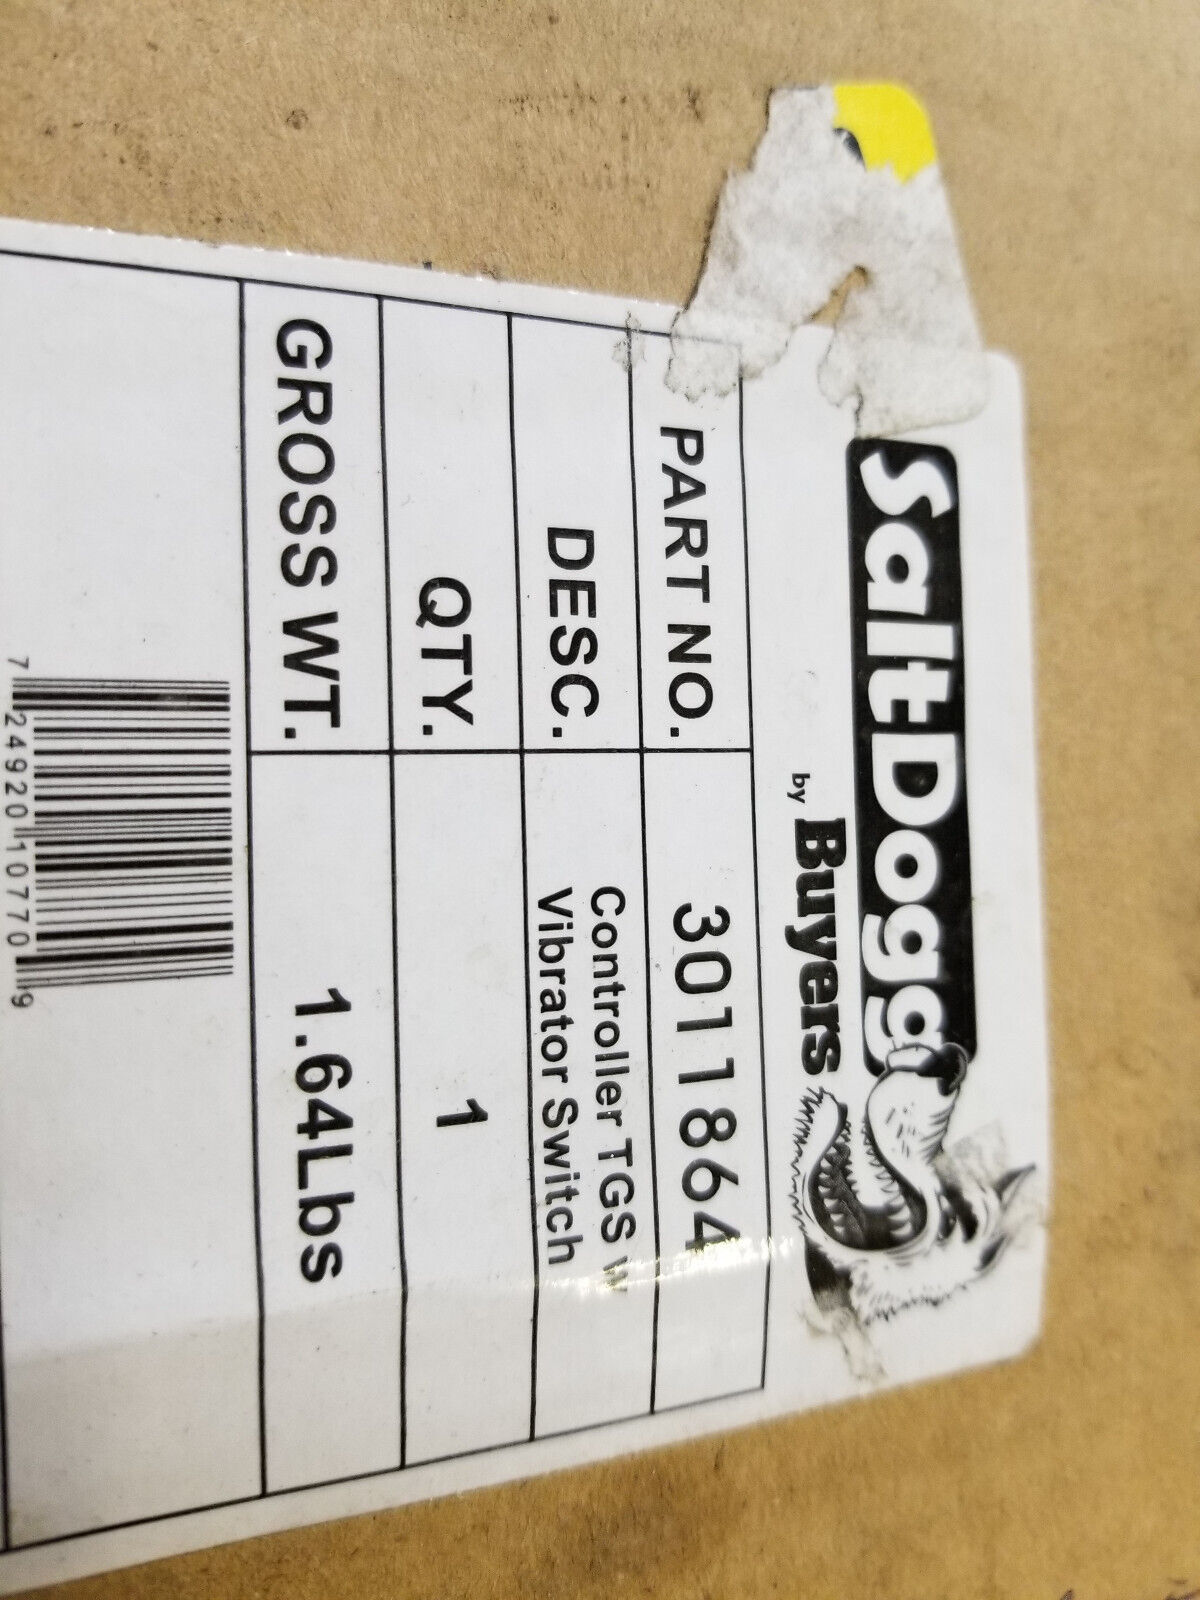 SaltDogg
by Buyers
PART NO. 3011864
DESC. Controller TGS w
Vibrator Switch
QTY. 1
GROSS WT. 1.64Lbs
7 24920 10770 9